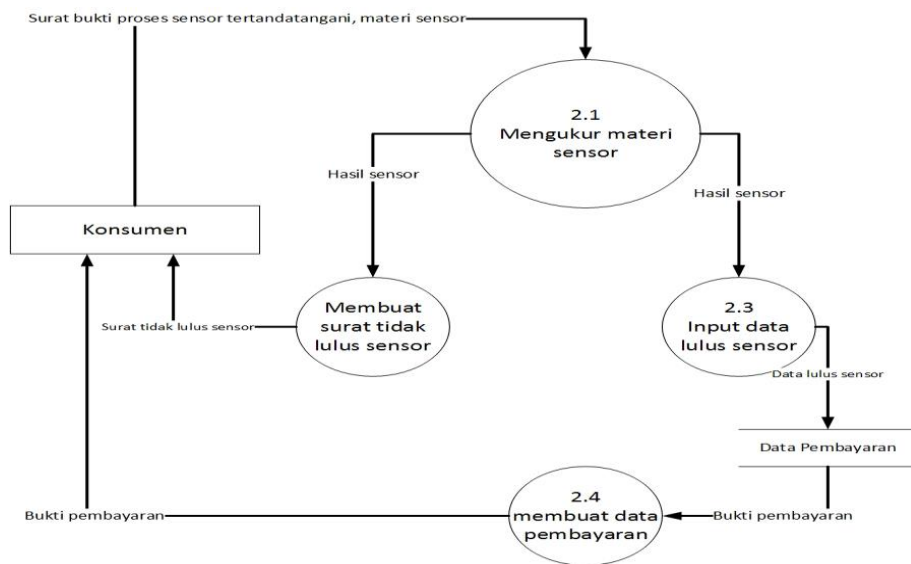 Surat bukti proses sensor tertandatangani, materi sensor
2.1
Mengukur materi
sensor
Hasil sensor
Hasil sensor
Konsumen
Membuat
surat tidak
lulus sensor
2.3
Input data
lulus sensor
Surat tidak lulus sensor
Data lulus sensor
Data Pembayaran
2.4
membuat data
pembayaran
Bukti pembayaran
Bukti pembayaran